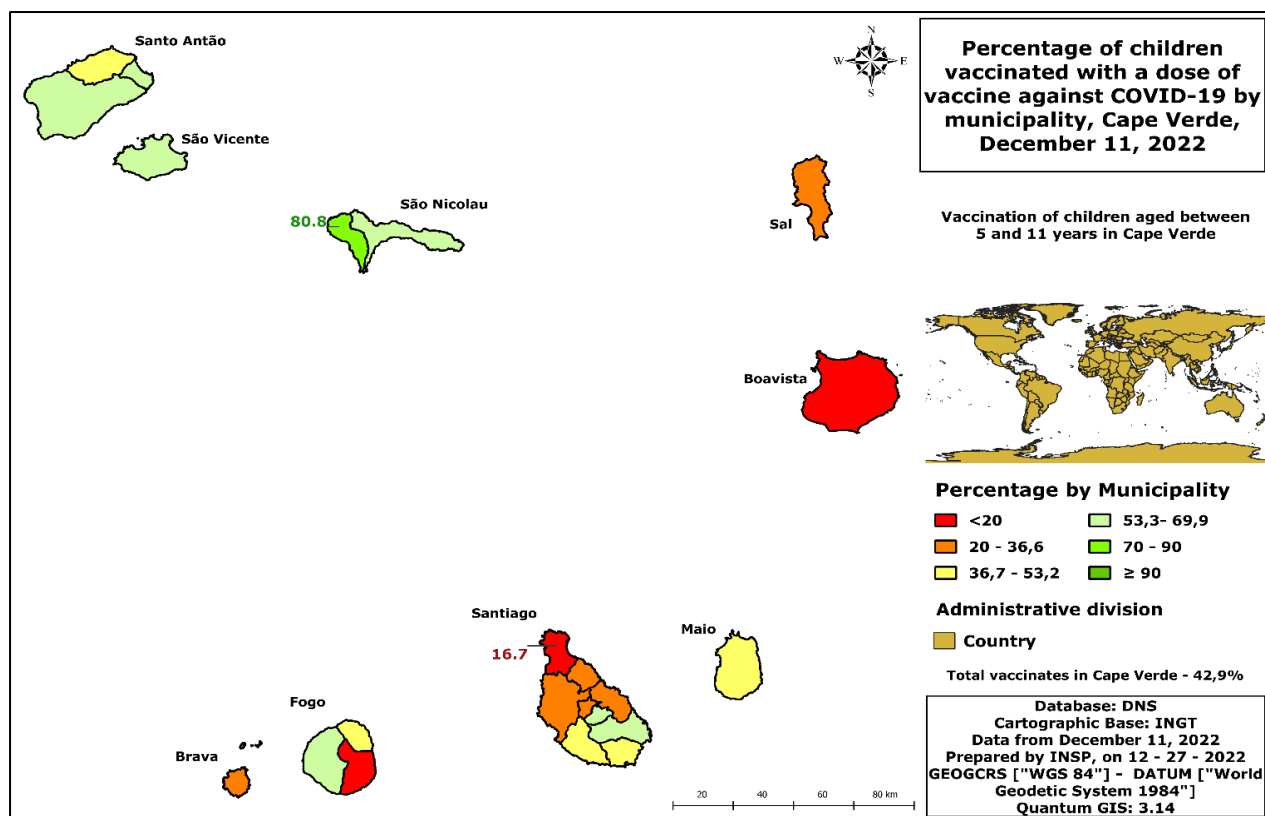 Percentage of children
vaccinated with a dose of
vaccine against COVID-19 by
municipality, Cape Verde,
December 11, 2022
Vaccination of children aged between
5 and 11 years in Cape Verde
Santo Antão
São Vicente
São Nicolau
80.8
N
W
E
S
Sal
Boavista
Santiago
16.7
Maio
Fogo
Brava
20
40
60
80 km
Percentage by Municipality
<20
20 - 36,6
36,7 - 53,2
53,3- 69,9
70 - 90
≥ 90
Administrative division
Country
Total vaccinates in Cape Verde - 42,9%
Database: DNS
Cartographic Base: INGT
Data from December 11, 2022
Prepared by INSP, on 12 - 27 - 2022
GEOGCRS ["WGS 84"] - DATUM ["World
Geodetic System 1984"]
Quantum GIS: 3.14